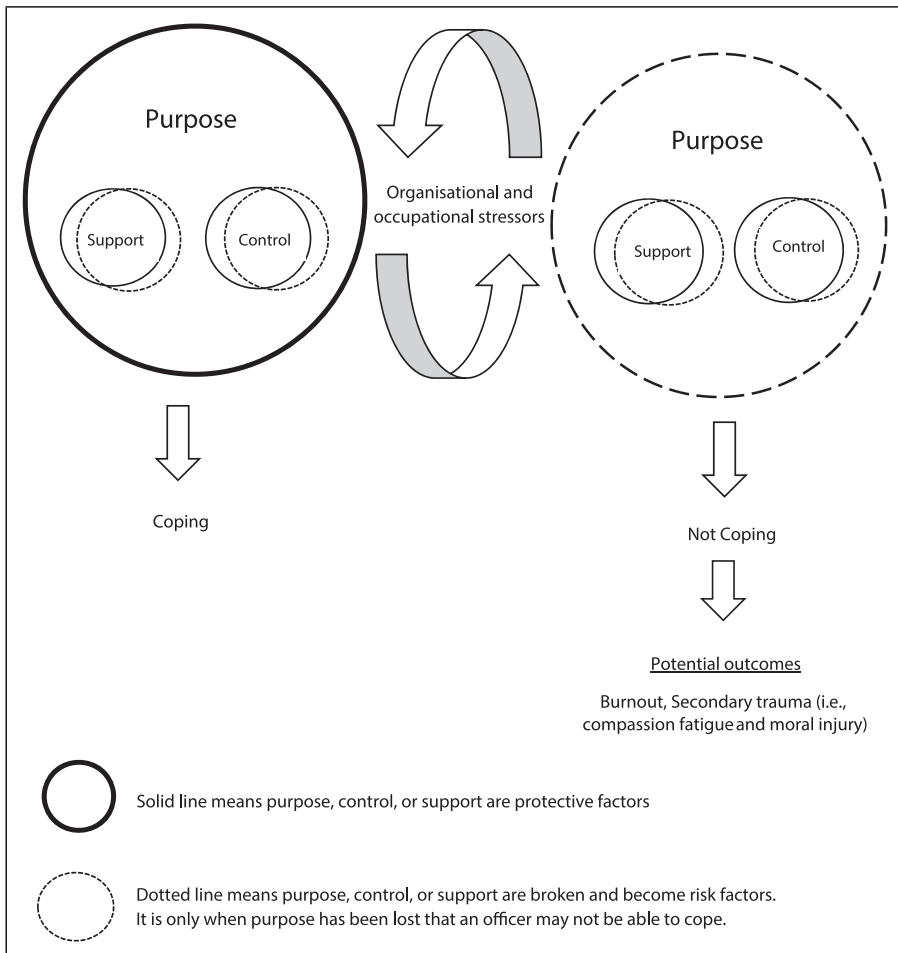 Purpose
Support
Control
Organisational and
occupational stressors
Purpose
Support
Control
Coping
Not Coping
Potential outcomes
Burnout, Secondary trauma (i.e.,
compassion fatigue and moral injury)
Solid line means purpose, control, or support are protective factors
Dotted line means purpose, control, or support are broken and become risk factors.
It is only when purpose has been lost that an officer may not be able to cope.